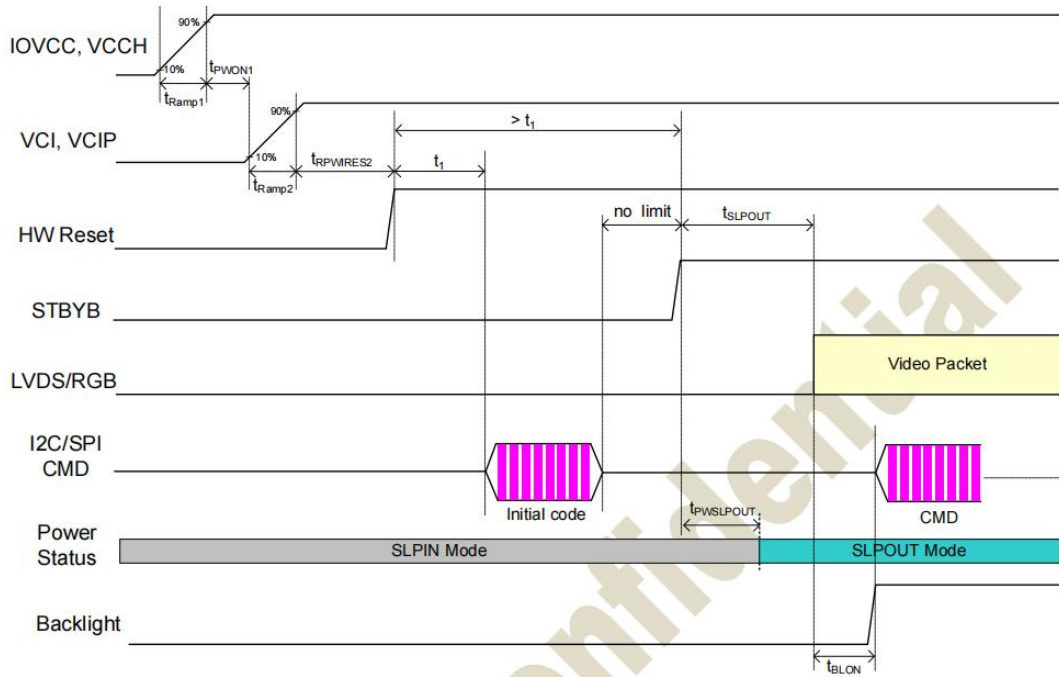 IOVCC, VCCH
90%
10%
tRamp1
tPWON1
VCI, VCIP
90%
10%
tRamp2
tRPWIRES2
> t1
t1
HW Reset
no limit
tSLPOUT
STBYB
LVDS/RGB
Video Packet
I2C/SPI
CMD
Initial code
CMD
tPWSLPOUT
Power
Status
SLPIN Mode
SLPOUT Mode
Backlight
tBLON
onfidential